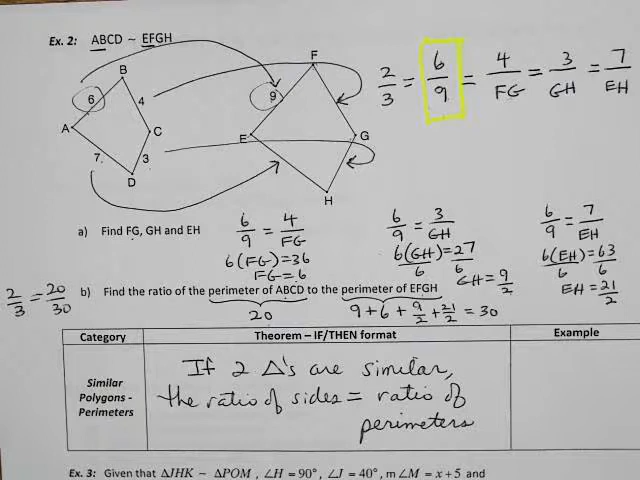 Ex. 2: ABCD ~ EFGH
2/3 = 6/9 = 4/FG = 3/GH = 7/EH
B
6
4
A
C
7
3
D
F
9
E
G
H
a) Find FG, GH and EH
6/9 = 4/FG
6(FG)=36
FG=6
6/9 = 3/GH
6(GH)/6=27/6
GH=9/2
6/9 = 7/EH
6(EH)/6=63/6
EH=21/2
2/3 = 20/30
b) Find the ratio of the perimeter of ABCD to the perimeter of EFGH
20
9+6+9/2+21/2=30
Category
Theorem – IF/THEN format
Example
Similar
Polygons -
Perimeters
If 2 Δ's are similar,
the ratio of sides = ratio of
perimeters
Ex. 3: Given that ΔJHK ~ ΔPOM, ∠H = 90°, ∠J = 40°, m∠M = x+5 and